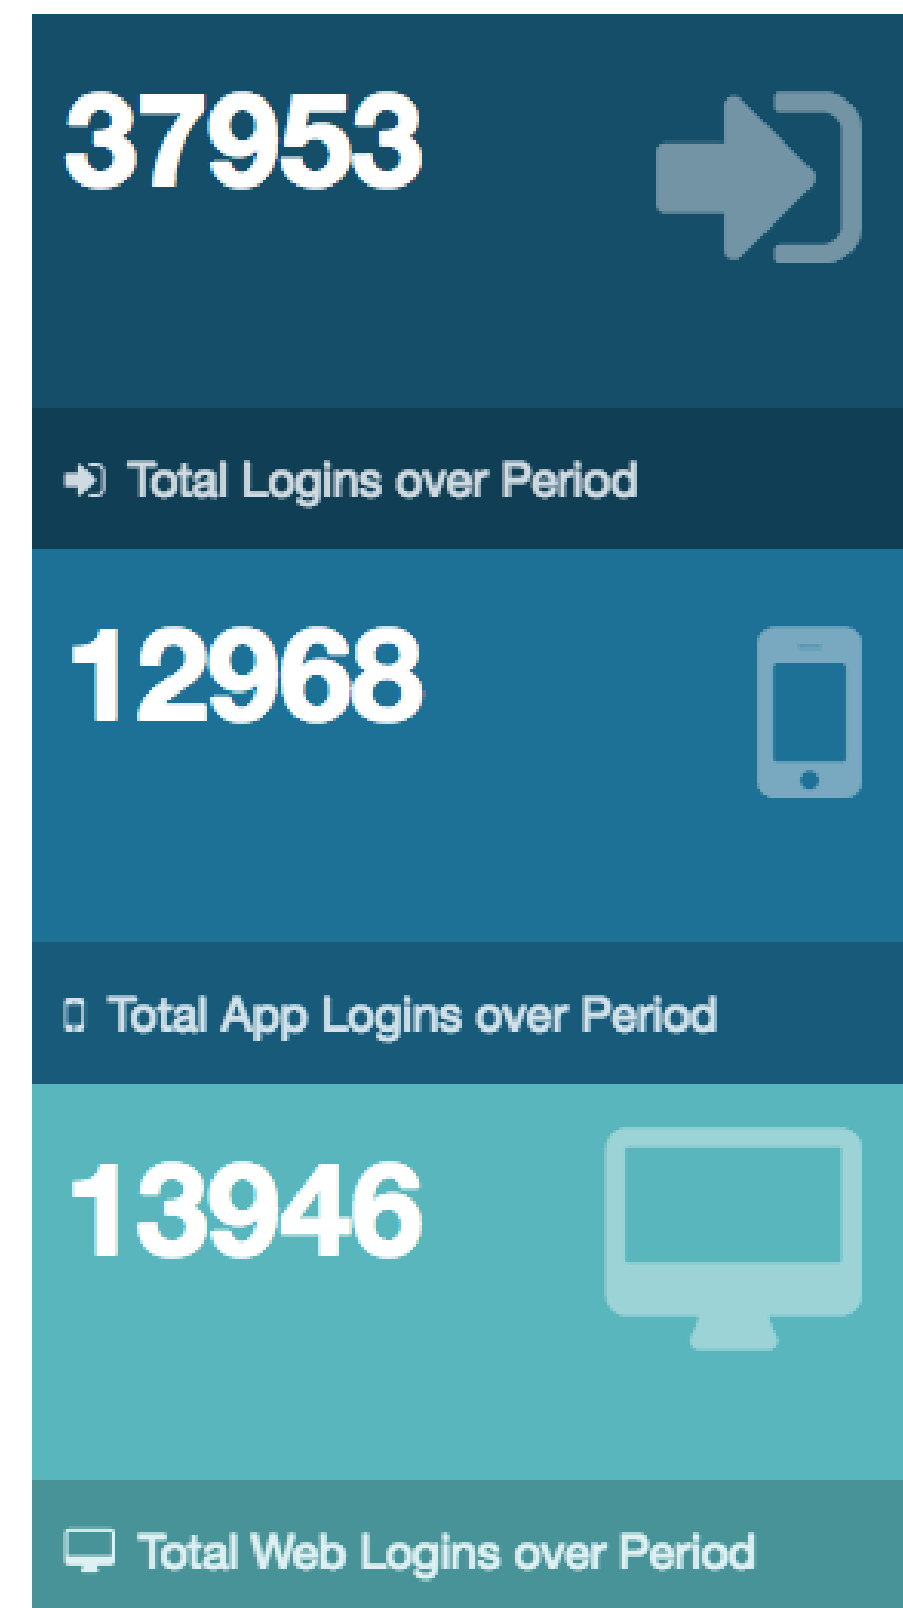 37953
Total Logins over Period
12968
Total App Logins over Period
13946
Total Web Logins over Period